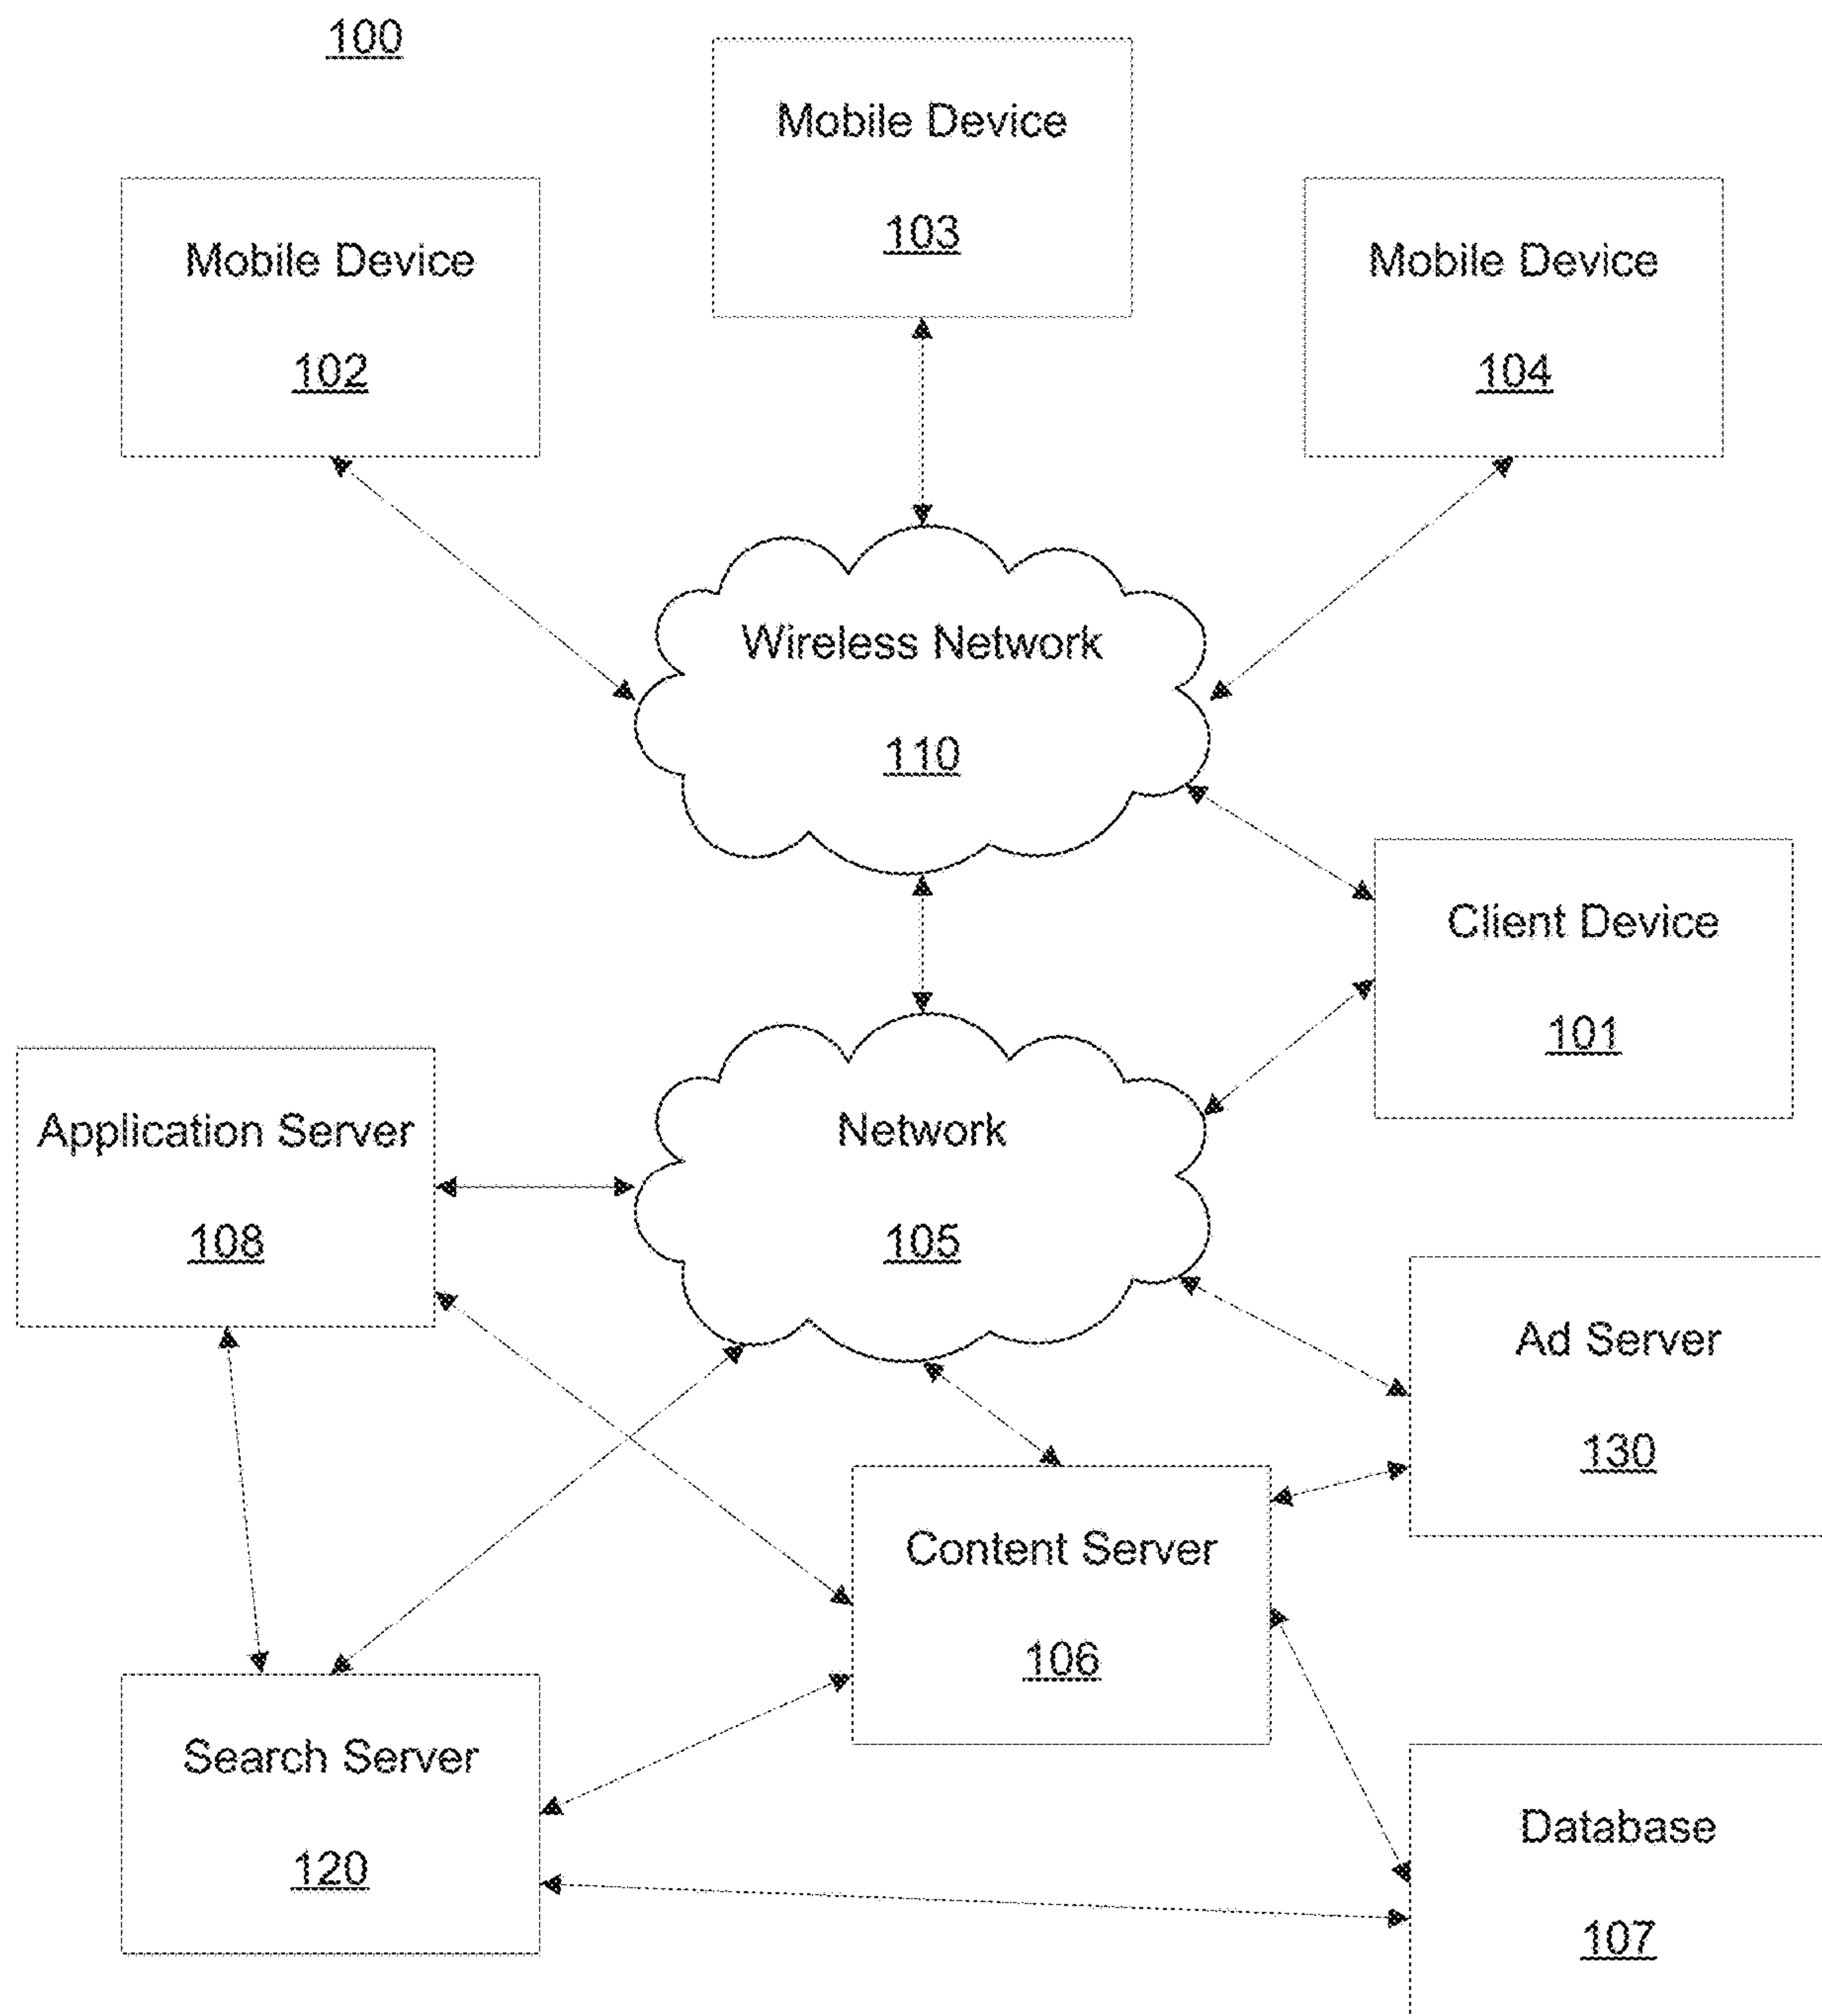 100
Mobile Device
103
Mobile Device
102
Mobile Device
104
Wireless Network
110
Client Device
101
Application Server
108
Network
105
Ad Server
130
Content Server
106
Search Server
120
Database
107